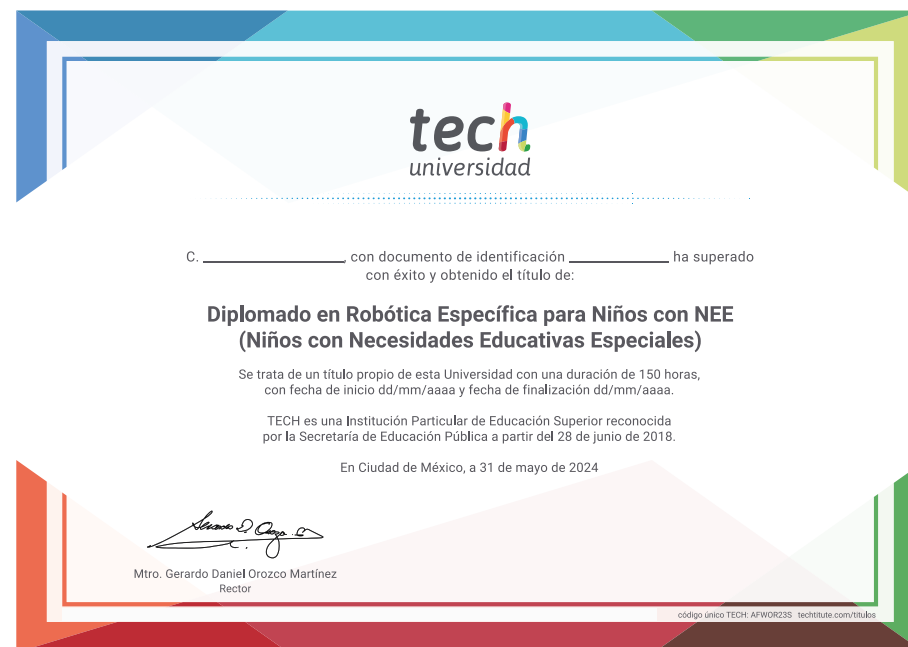 tech
universidad
C. ________________, con documento de identificación ___________ ha superado
con éxito y obtenido el título de:
Diplomado en Robótica Específica para Niños con NEE
(Niños con Necesidades Educativas Especiales)
Se trata de un título propio de esta Universidad con una duración de 150 horas,
con fecha de inicio dd/mm/aaaa y fecha de finalización dd/mm/aaaa.
TECH es una Institución Particular de Educación Superior reconocida
por la Secretaría de Educación Pública a partir del 28 de junio de 2018.
En Ciudad de México, a 31 de mayo de 2024
Mtro. Gerardo Daniel Orozco Martínez
Rector
código único TECH: AFWOR23S techtitute.com/titulos